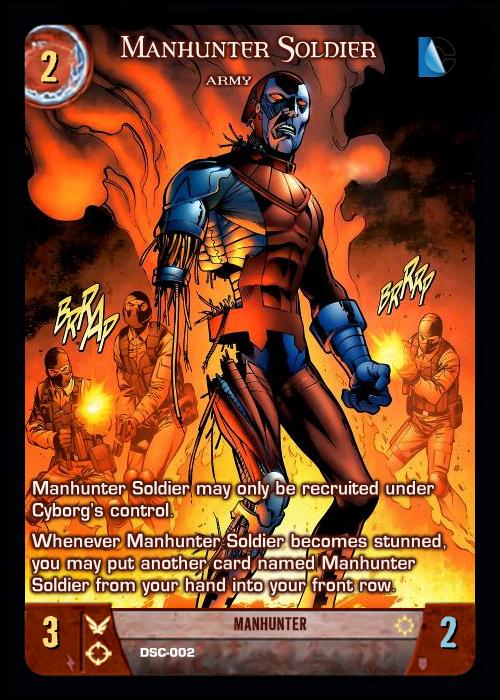 2
MANHUNTER SOLDIER
ARMY
BRRAP
BRRRP
Manhunter Soldier may only be recruited under
Cyborg's control.
Whenever Manhunter Soldier becomes stunned,
you may put another card named Manhunter
Soldier from your hand into your front row.
3
MANHUNTER
2
DSC-002